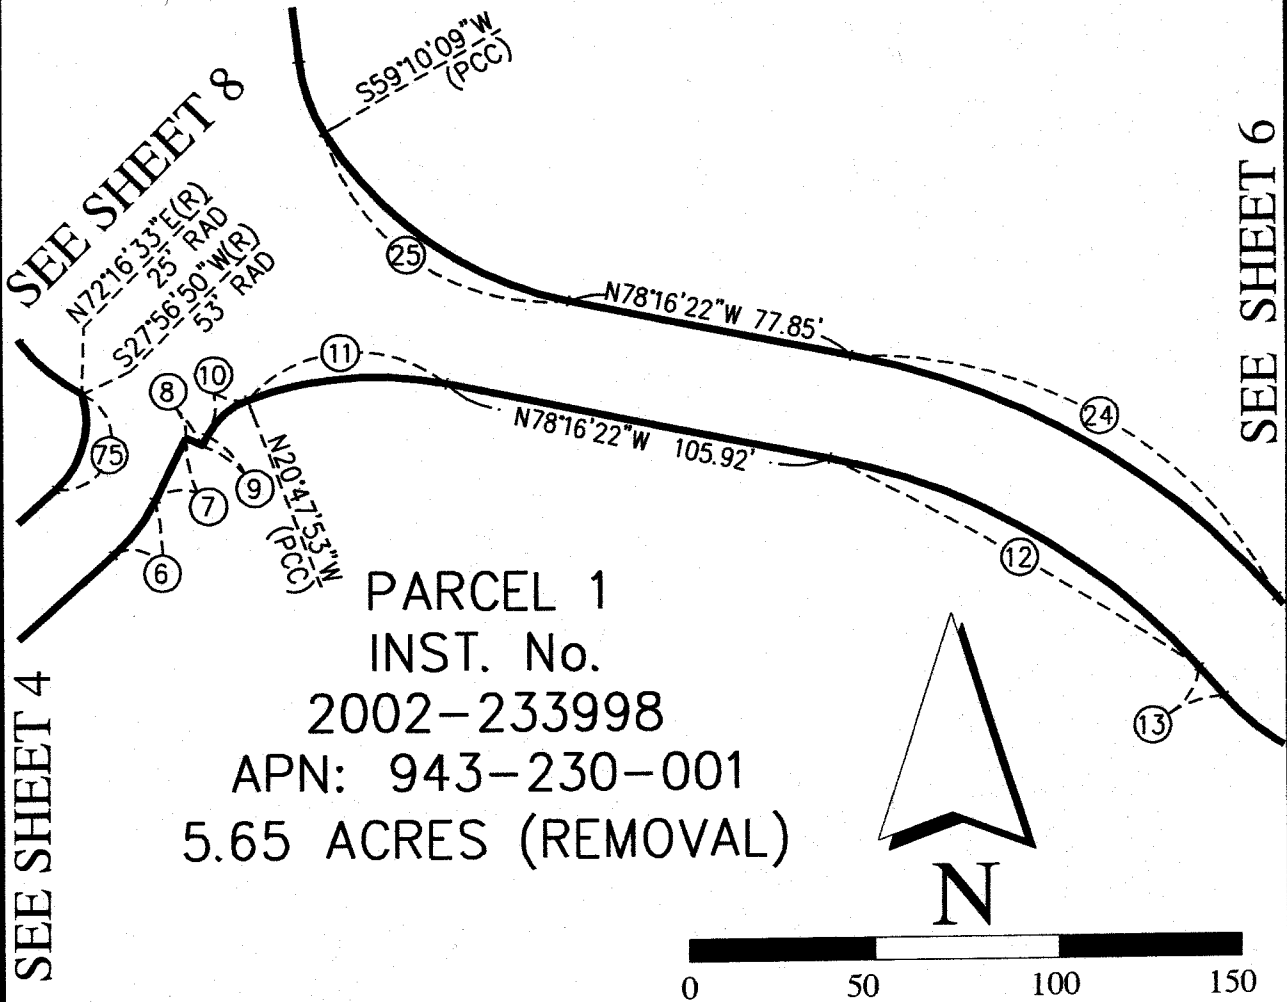 S59°10'09"W
(PCC)
SEE SHEET 8
N72°16'33"E(R)
25' RAD
S27°56'50"W(R)
53' RAD
SEE SHEET 6
25
N78°16'22"W 77.85'
11
10
8
24
N78°16'22"W 105.92'
75
9
7
N20°47'53"W
(PCC)
6
12
13
PARCEL 1
INST. No.
2002-233998
APN: 943-230-001
5.65 ACRES (REMOVAL)
SEE SHEET 4
N
0 50 100 150